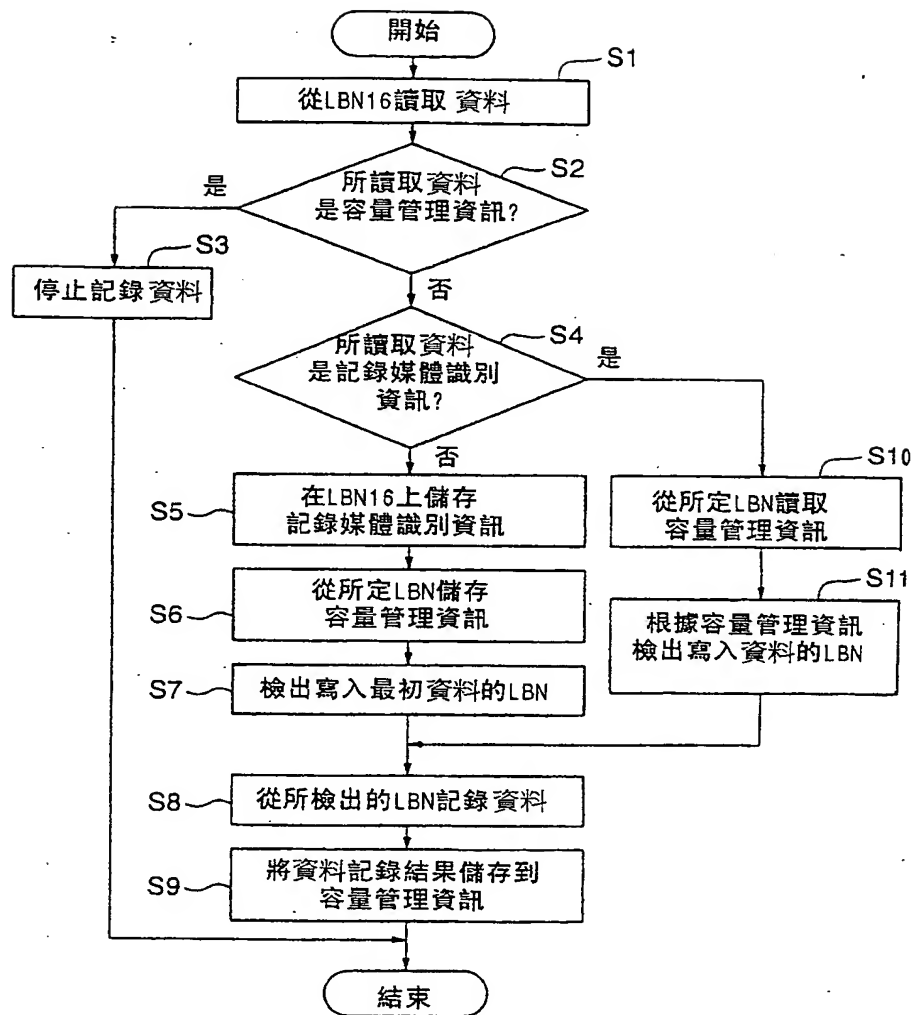 開始
S1
從LBN16讀取 資料
S2
所讀取資料
是容量管理資訊?
是
S3
停止記錄資料
否
S4
所讀取資料
是記錄媒體識別
資訊?
是
否
S5
在LBN16上儲存
記錄媒體識別資訊
S10
從所定LBN讀取
容量管理資訊
S6
從所定LBN儲存
容量管理資訊
S11
根據容量管理資訊
檢出寫入資料的LBN
S7
檢出寫入最初資料的LBN
S8
從所檢出的LBN記錄資料
S9
將資料記錄結果儲存到
容量管理資訊
結束